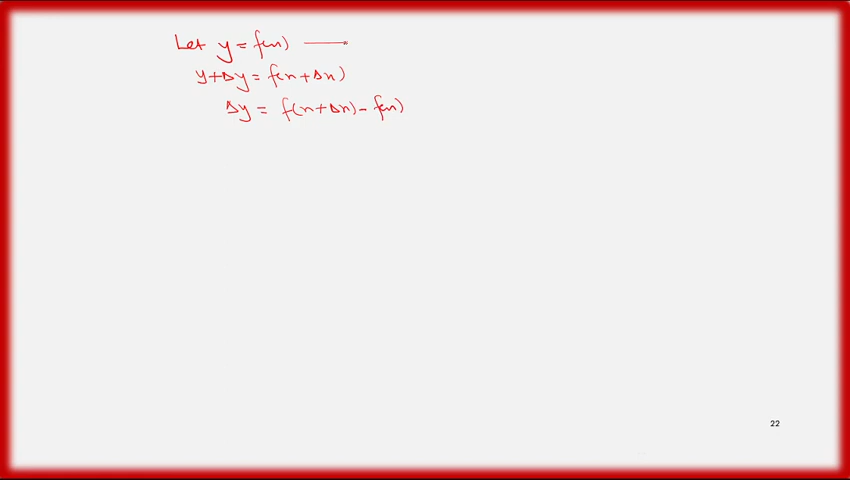 Let y = f(x) ——
y+Δy = f(x+Δx)
Δy = f(x+Δx) - f(x)
22